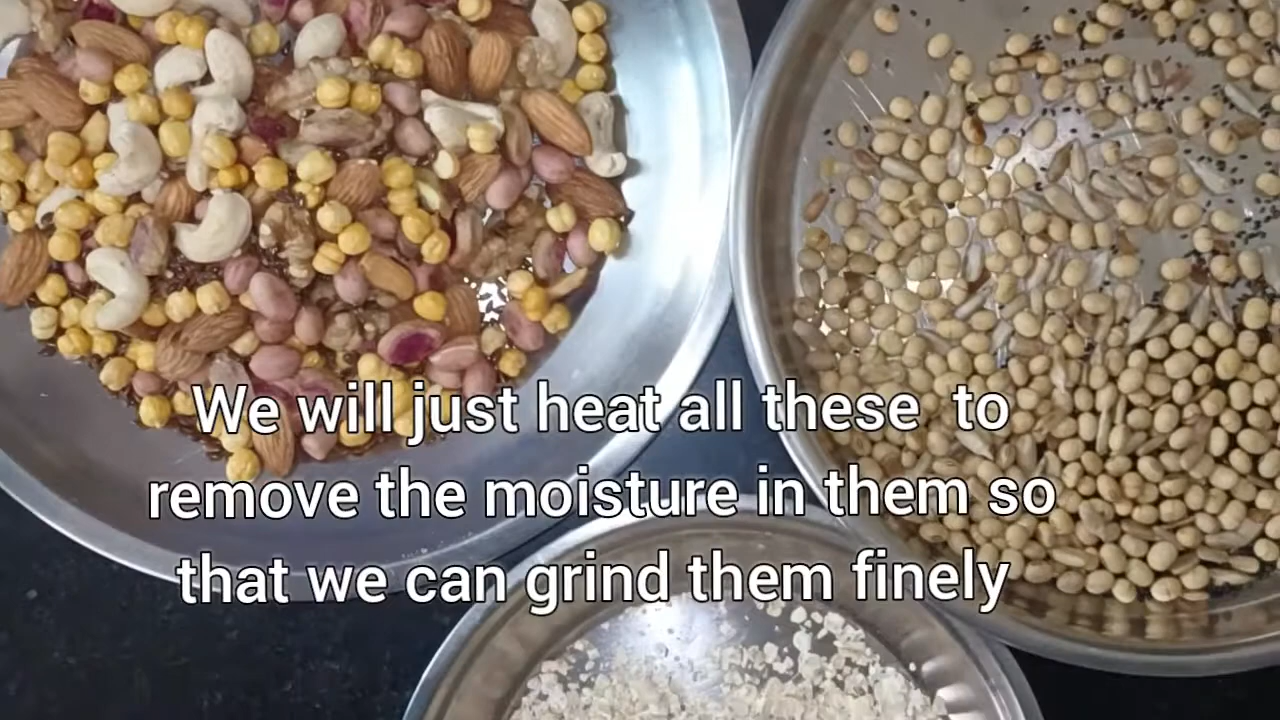 We will just heat all these  to
remove the moisture in them so
that we can grind them finely